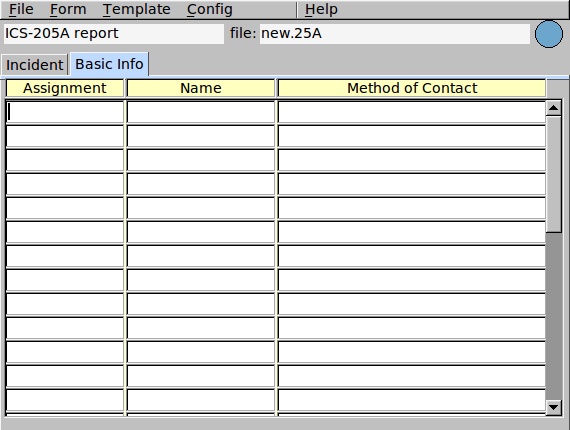 File Form Template Config Help
ICS-205A report file: new.25A
Incident Basic Info
Assignment Name Method of Contact